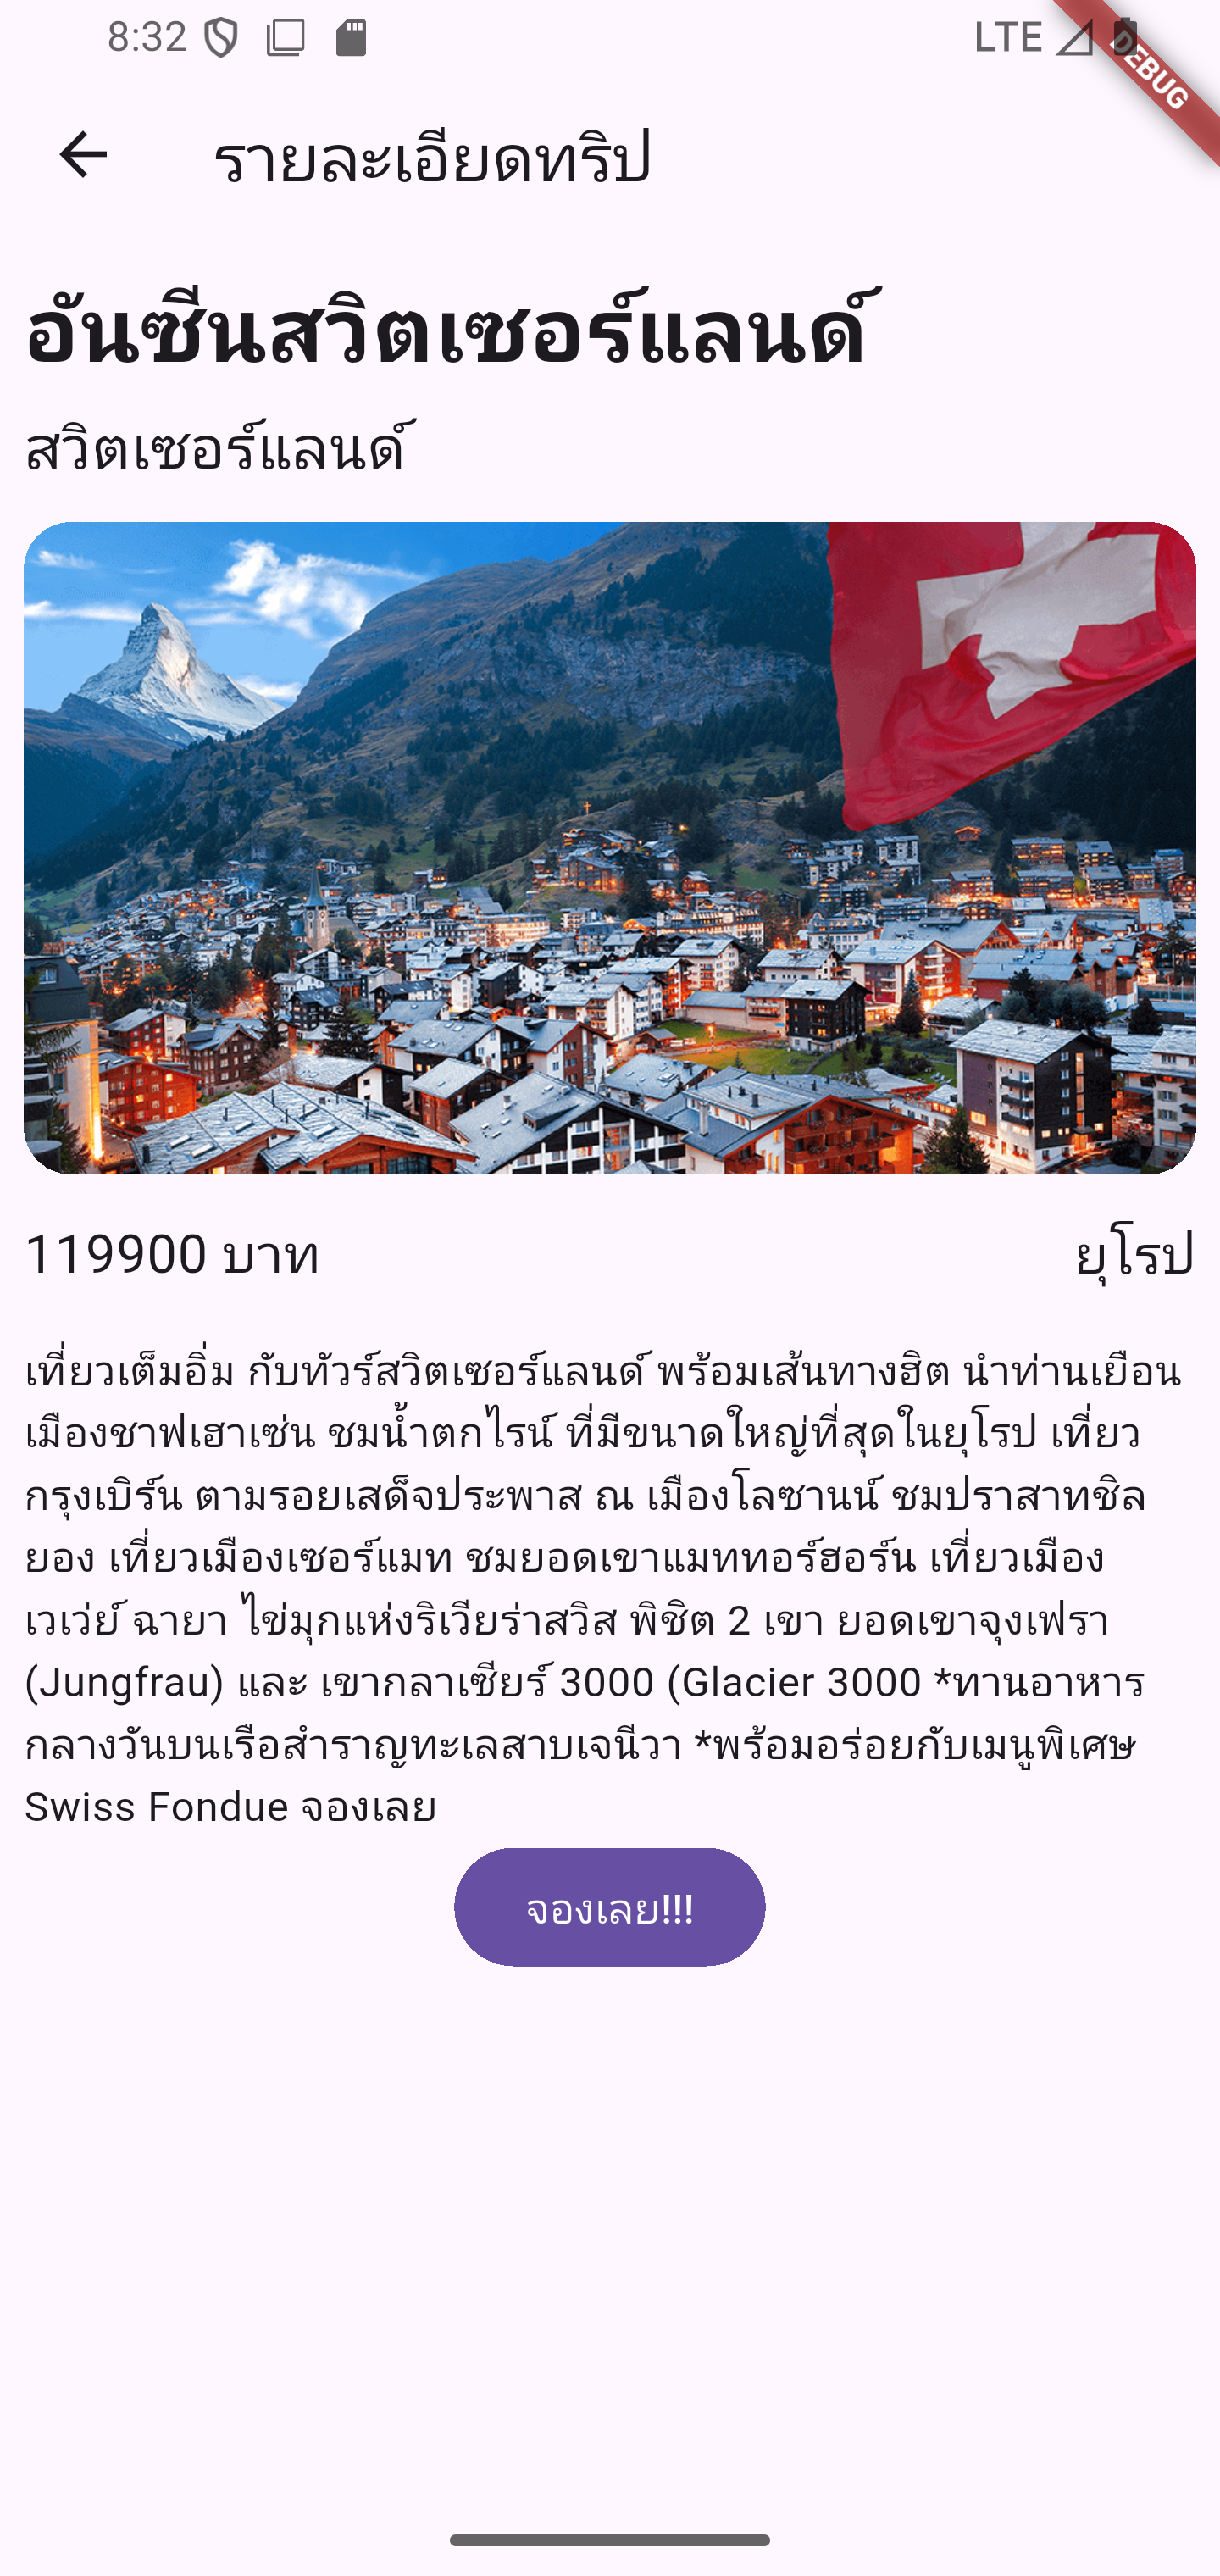 8:32
LTE
DEBUG
รายละเอียดทริป
อันซีนสวิตเซอร์แลนด์
สวิตเซอร์แลนด์
119900 บาท
ยุโรป
เที่ยวเต็มอิ่ม กับทัวร์สวิตเซอร์แลนด์ พร้อมเส้นทางฮิต นำท่านเยือน
เมืองชาฟเฮาเซ่น ชมน้ำตกไรน์ ที่มีขนาดใหญ่ที่สุดในยุโรป เที่ยว
กรุงเบิร์น ตามรอยเสด็จประพาส ณ เมืองโลซานน์ ชมปราสาทชิล
ยอง เที่ยวเมืองเซอร์แมท ชมยอดเขาแมททอร์ฮอร์น เที่ยวเมือง
เวเว่ย์ ฉายา ไข่มุกแห่งริเวียร่าสวิส พิชิต 2 เขา ยอดเขาจุงเฟรา
(Jungfrau) และ เขากลาเซียร์ 3000 (Glacier 3000 *ทานอาหาร
กลางวันบนเรือสำราญทะเลสาบเจนีวา *พร้อมอร่อยกับเมนูพิเศษ
Swiss Fondue จองเลย
จองเลย!!!